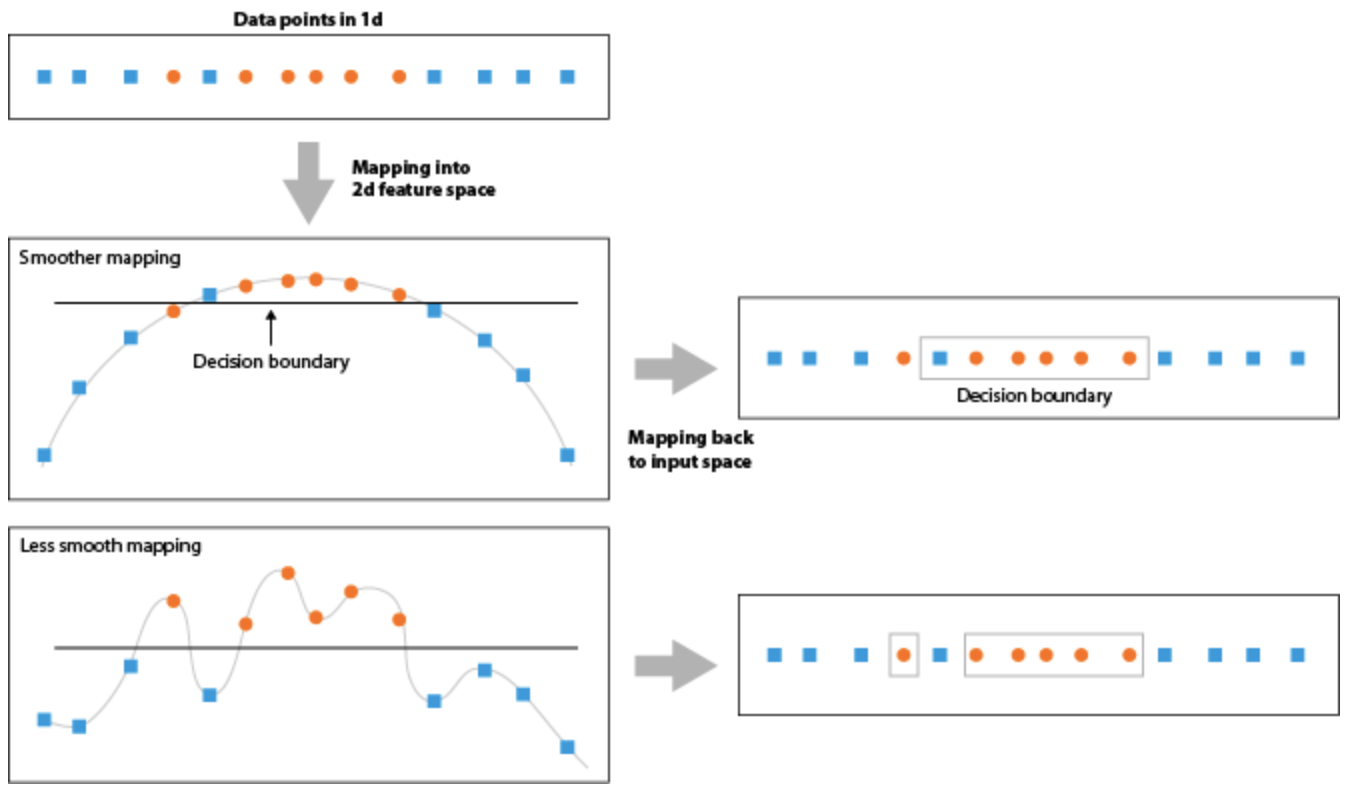 Data points in 1d
Mapping into
2d feature space
Smoother mapping
Decision boundary
Decision boundary
Mapping back
to input space
Less smooth mapping